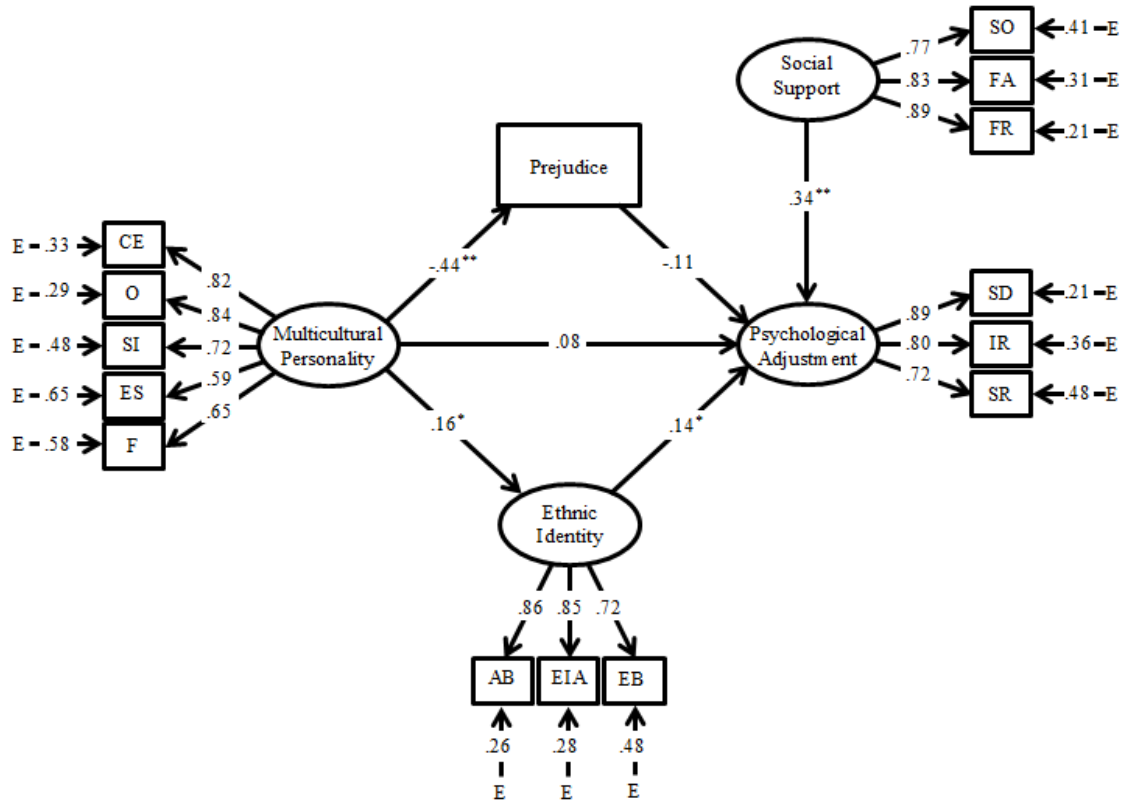 .77
SO
.41
E
Social
Support
.83
FA
.31
E
.89
FR
.21
E
Prejudice
.34**
-.44**
-.11
E
.33
CE
.82
E
.29
O
.84
E
.48
SI
.72
E
.65
ES
.59
E
.58
F
.65
Multicultural
Personality
.08
Psychological
Adjustment
.89
SD
.21
E
.80
IR
.36
E
.72
SR
.48
E
.16*
.14*
Ethnic
Identity
.86
.85
.72
AB
EIA
EB
.26
.28
.48
E
E
E